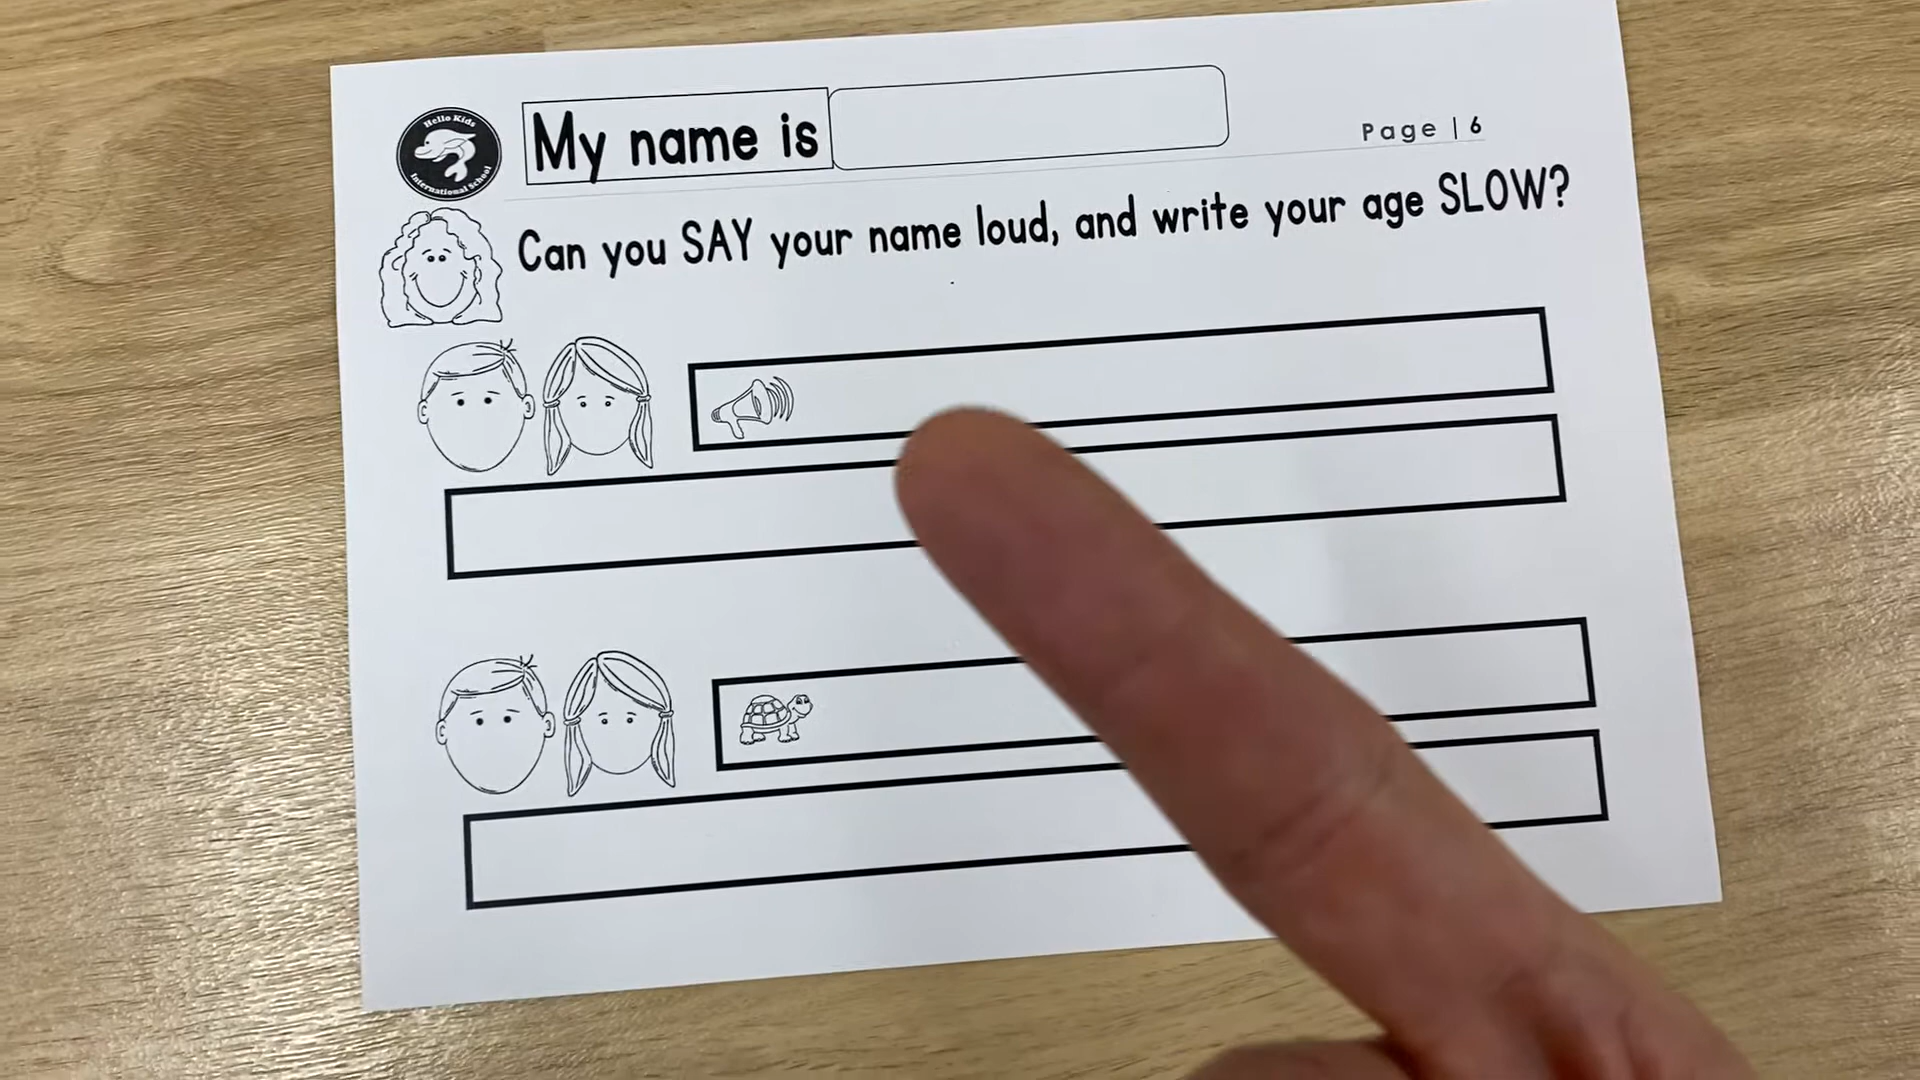 Hello Kids
International School
My name is
Page | 6
Can you SAY your name loud, and write your age SLOW?